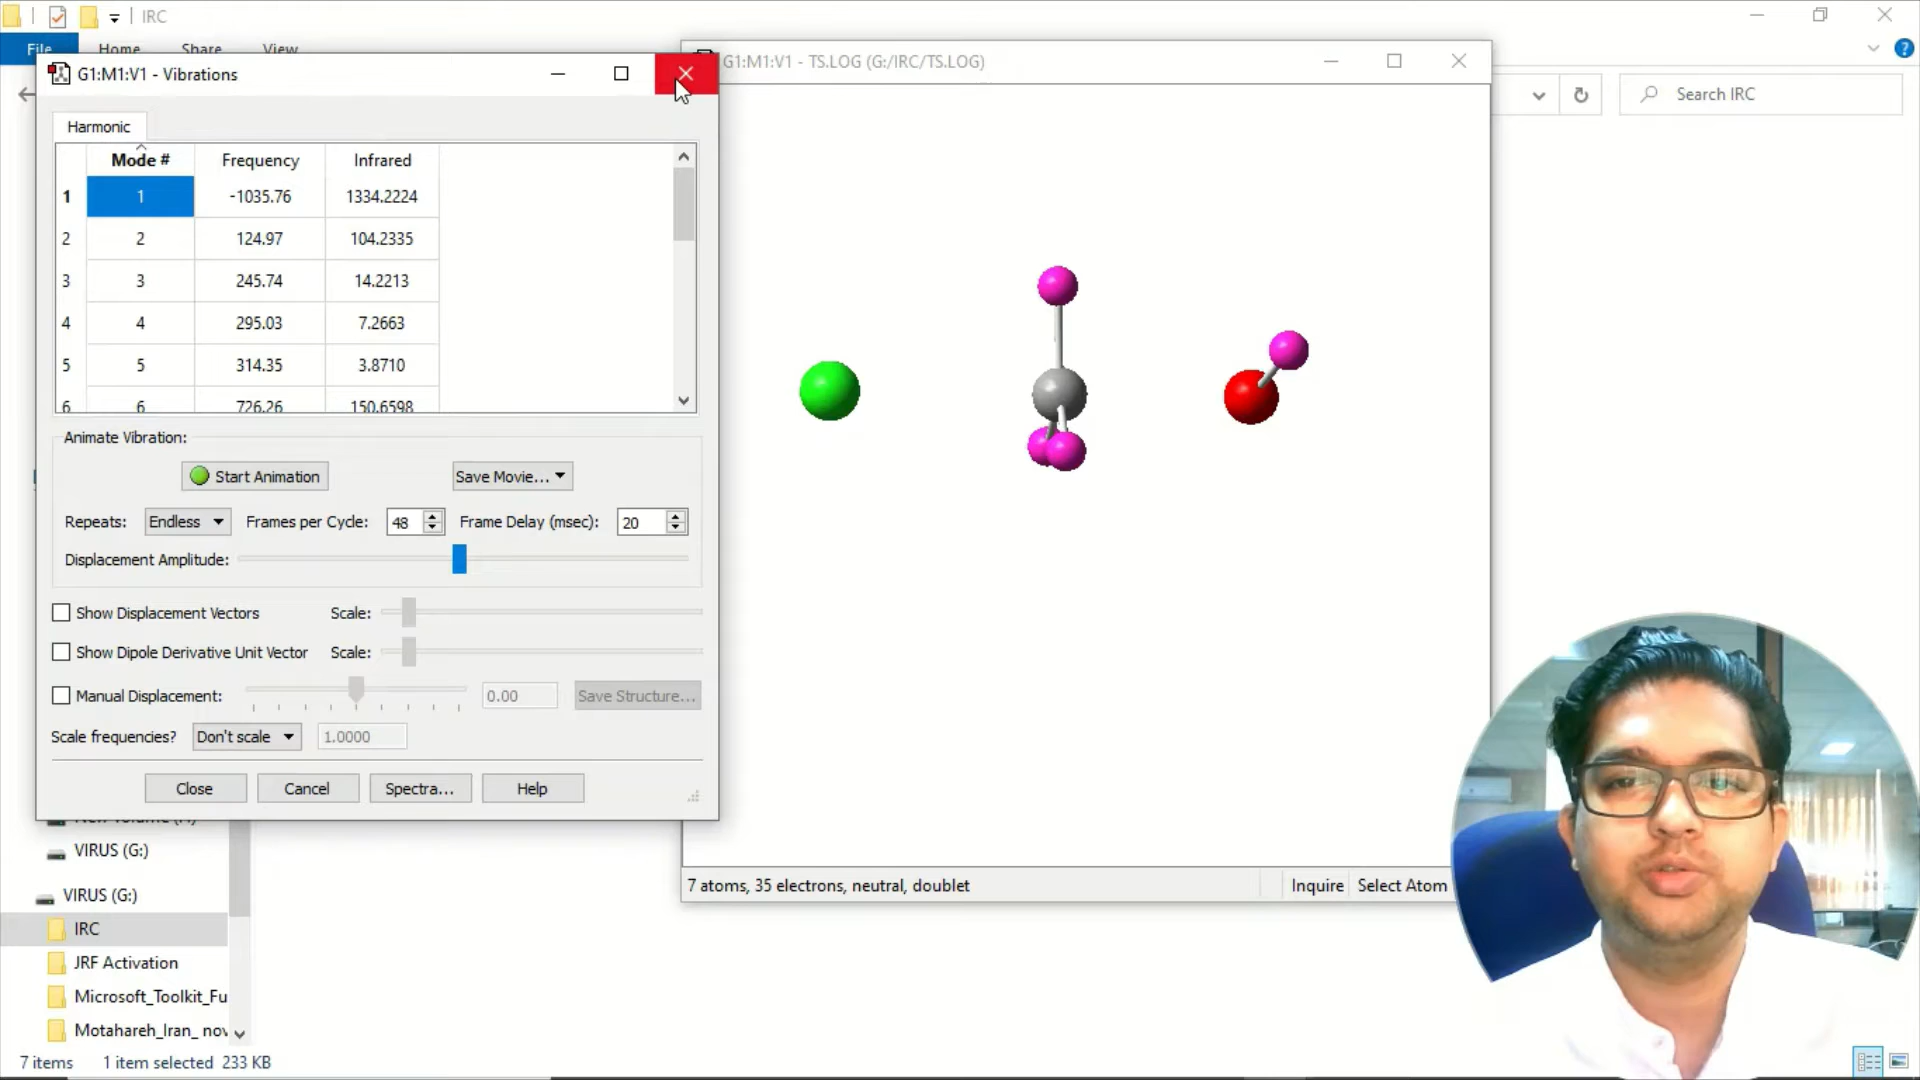 IRC
File Home Share View
G1:M1:V1 - Vibrations
G1:M1:V1 - TS.LOG (G:/IRC/TS.LOG)
Search IRC
Harmonic
Mode # Frequency Infrared
1 1 -1035.76 1334.2224
2 2 124.97 104.2335
3 3 245.74 14.2213
4 4 295.03 7.2663
5 5 314.35 3.8710
6 6 726.26 150.6598
Animate Vibration:
Start Animation Save Movie...
Repeats: Endless Frames per Cycle: 48 Frame Delay (msec): 20
Displacement Amplitude:
Show Displacement Vectors Scale:
Show Dipole Derivative Unit Vector Scale:
Manual Displacement: 0.00 Save Structure...
Scale frequencies? Don't scale 1.0000
Close Cancel Spectra... Help
VIRUS (G:)
VIRUS (G:)
IRC
JRF Activation
Microsoft_Toolkit_Fu
Motahareh_Iran_ nov
7 atoms, 35 electrons, neutral, doublet Inquire Select Atom
7 items 1 item selected 233 KB